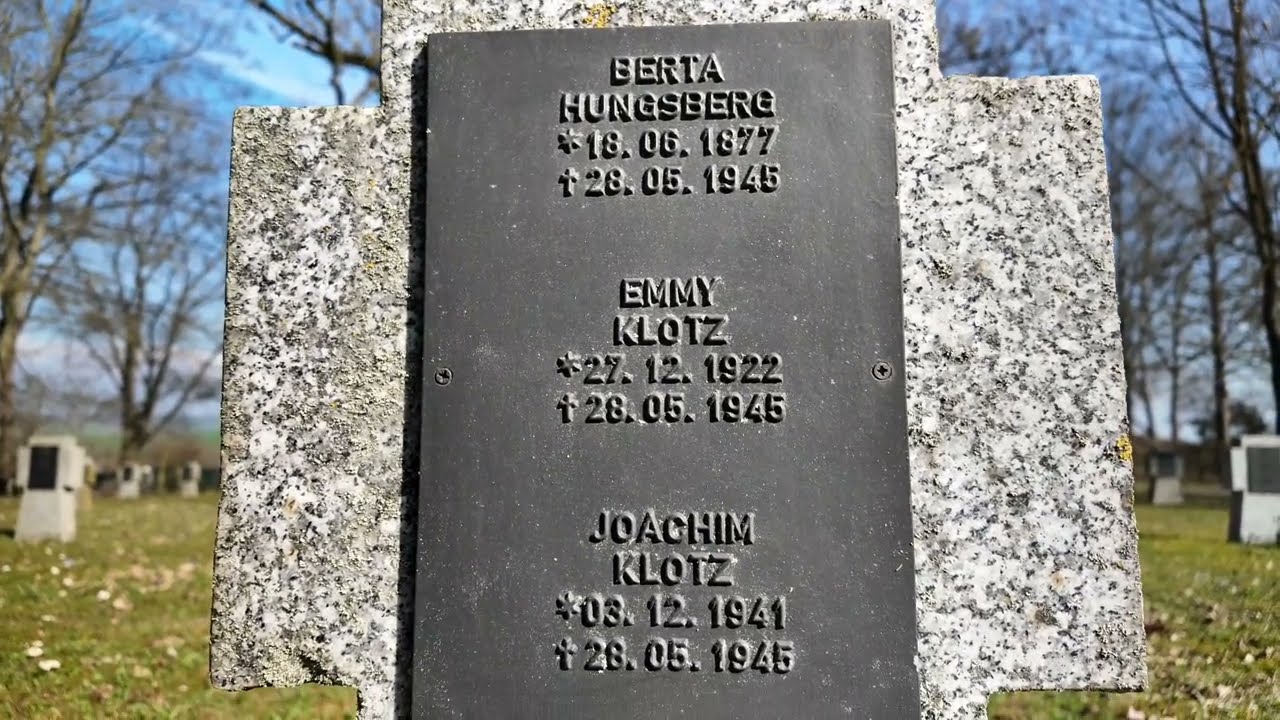 BERTA
HUNGSBERG
*18. 06. 1877
†28. 05. 1945
EMMY
KLOTZ
*27. 12. 1922
†28. 05. 1945
JOACHIM
KLOTZ
*03. 12. 1941
†28. 05. 1945